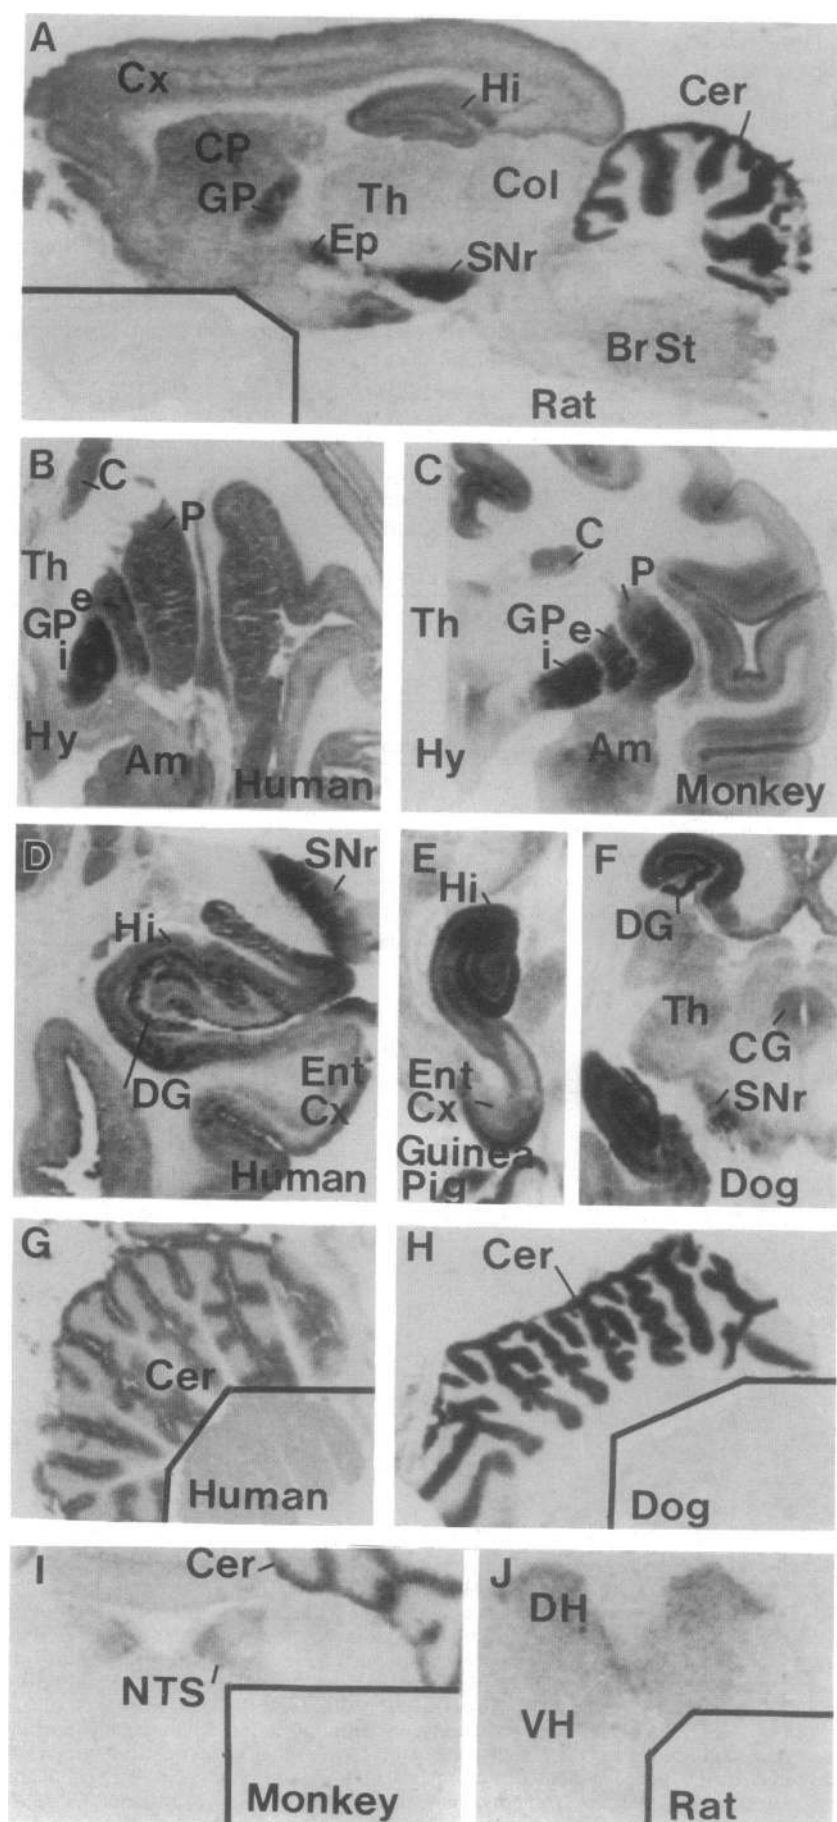 A
Cx
Hi
Cer
CP
GP
Th
Col
Ep
SNr
BrSt
Rat
B
C
P
Th
e
GP
i
Hy
Am
Human
C
C
P
Th
GP
e
i
Hy
Am
Monkey
D
SNr
Hi
DG
Ent
Cx
Human
E
Hi
Ent
Cx
Guinea
Pig
F
DG
Th
CG
SNr
Dog
G
Cer
Human
H
Cer
Dog
I
Cer
NTS
Monkey
J
DH
VH
Rat